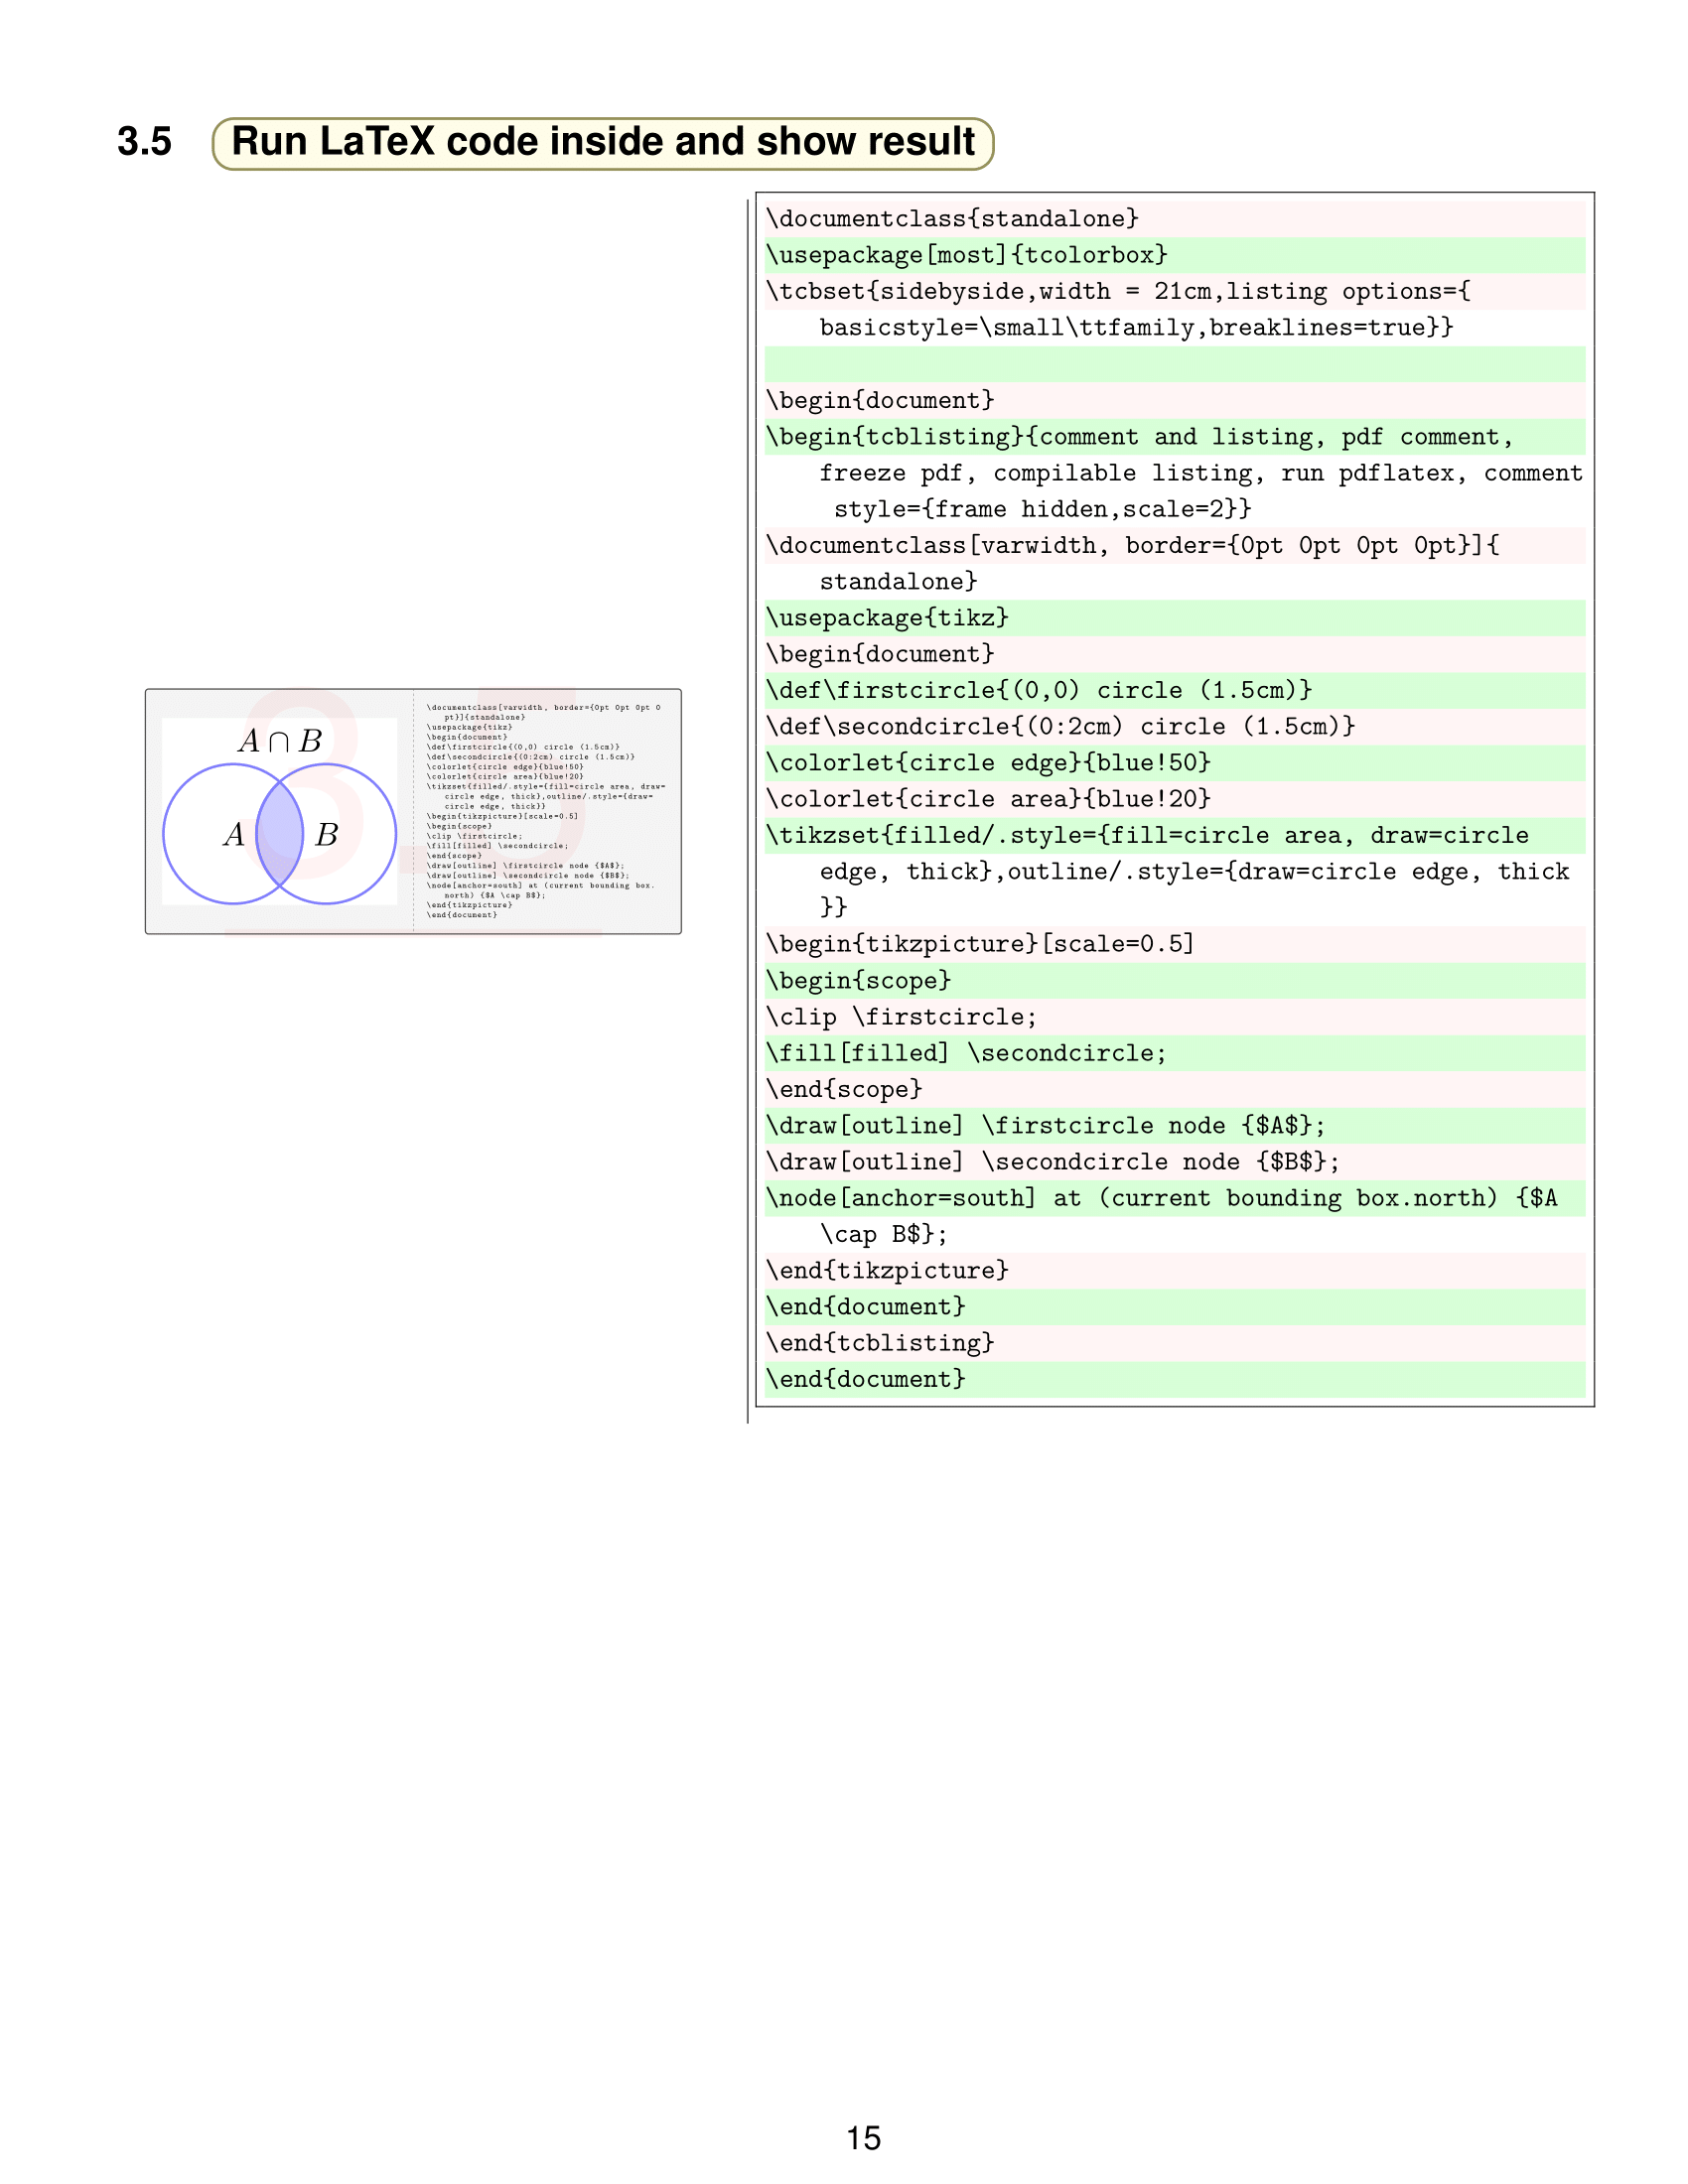 3.5 Run LaTeX code inside and show result
A ∩ B
A B
\documentclass[varwidth, border={0pt 0pt 0pt 0
pt}]{standalone}
\usepackage{tikz}
\begin{document}
\def\firstcircle{(0,0) circle (1.5cm)}
\def\secondcircle{(0:2cm) circle (1.5cm)}
\colorlet{circle edge}{blue!50}
\colorlet{circle area}{blue!20}
\tikzset{filled/.style={fill=circle area, draw=
circle edge, thick},outline/.style={draw=
circle edge, thick}}
\begin{tikzpicture}[scale=0.5]
\begin{scope}
\clip \firstcircle;
\fill[filled] \secondcircle;
\end{scope}
\draw[outline] \firstcircle node {$A$};
\draw[outline] \secondcircle node {$B$};
\node[anchor=south] at (current bounding box.
north) {$A \cap B$};
\end{tikzpicture}
\end{document}
3.5
\documentclass{standalone}
\usepackage[most]{tcolorbox}
\tcbset{sidebyside,width = 21cm,listing options={
basicstyle=\small\ttfamily,breaklines=true}}
\begin{document}
\begin{tcblisting}{comment and listing, pdf comment,
freeze pdf, compilable listing, run pdflatex, comment
style={frame hidden,scale=2}}
\documentclass[varwidth, border={0pt 0pt 0pt 0pt}]{
standalone}
\usepackage{tikz}
\begin{document}
\def\firstcircle{(0,0) circle (1.5cm)}
\def\secondcircle{(0:2cm) circle (1.5cm)}
\colorlet{circle edge}{blue!50}
\colorlet{circle area}{blue!20}
\tikzset{filled/.style={fill=circle area, draw=circle
edge, thick},outline/.style={draw=circle edge, thick
}}
\begin{tikzpicture}[scale=0.5]
\begin{scope}
\clip \firstcircle;
\fill[filled] \secondcircle;
\end{scope}
\draw[outline] \firstcircle node {$A$};
\draw[outline] \secondcircle node {$B$};
\node[anchor=south] at (current bounding box.north) {$A
\cap B$};
\end{tikzpicture}
\end{document}
\end{tcblisting}
\end{document}
15